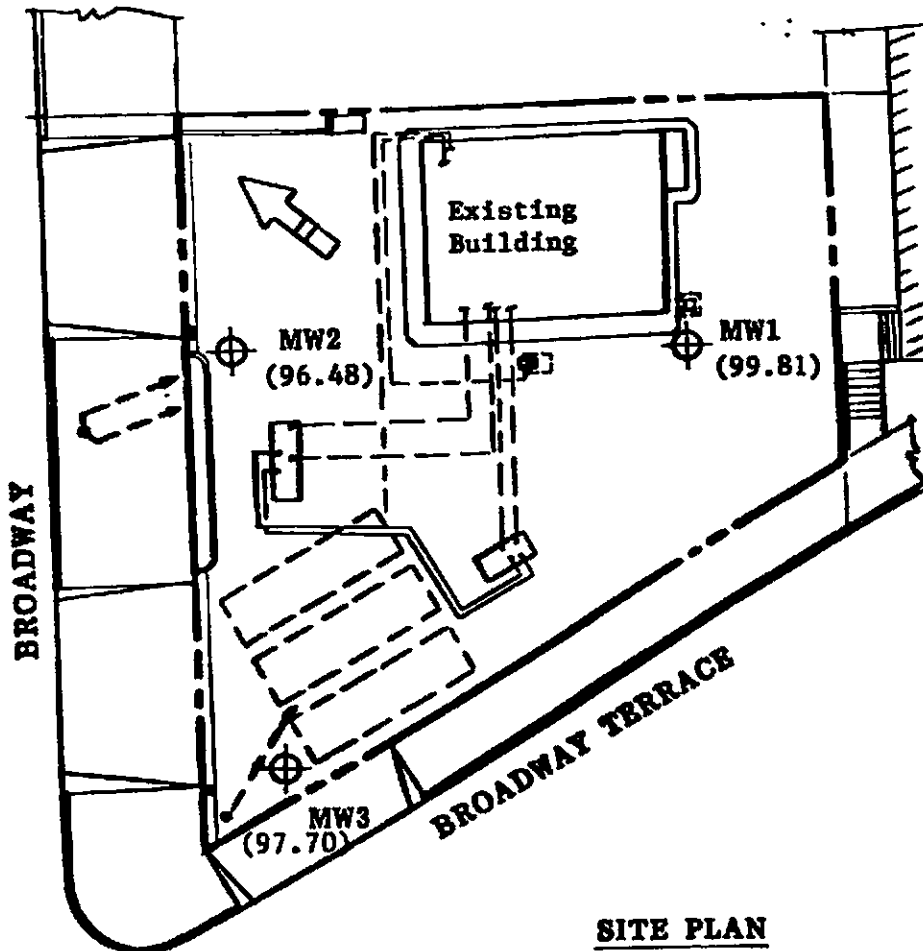 Existing
Building
MW2
(96.48)
MW1
(99.81)
BROADWAY
BROADWAY TERRACE
MW3
(97.70)
SITE PLAN